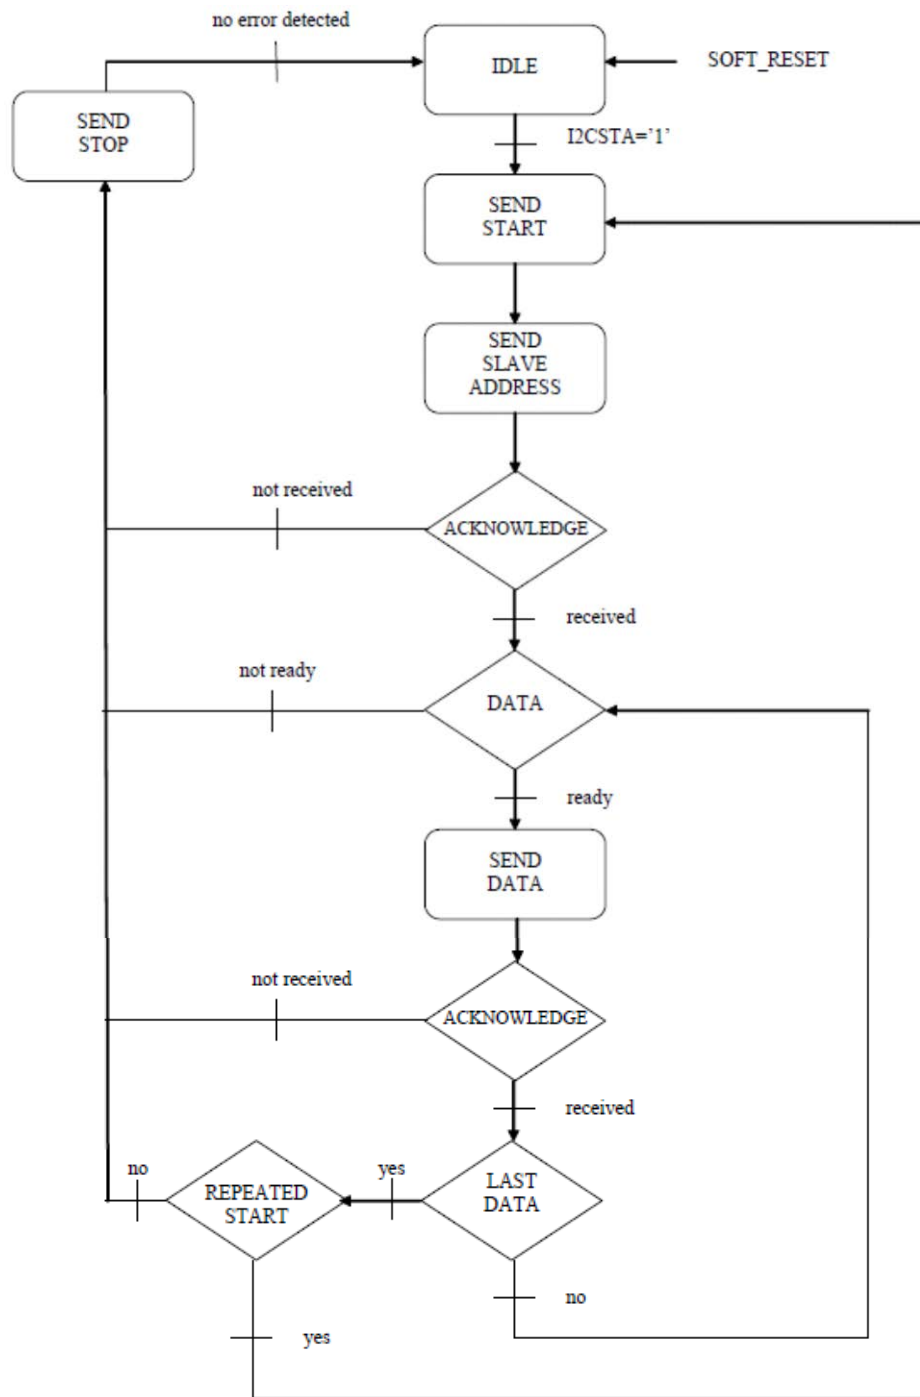 no error detected
IDLE
SOFT_RESET
SEND
STOP
I2CSTA=’1’
SEND
START
SEND
SLAVE
ADDRESS
not received
ACKNOWLEDGE
received
not ready
DATA
ready
SEND
DATA
not received
ACKNOWLEDGE
received
no
REPEATED
START
yes
LAST
DATA
no
yes